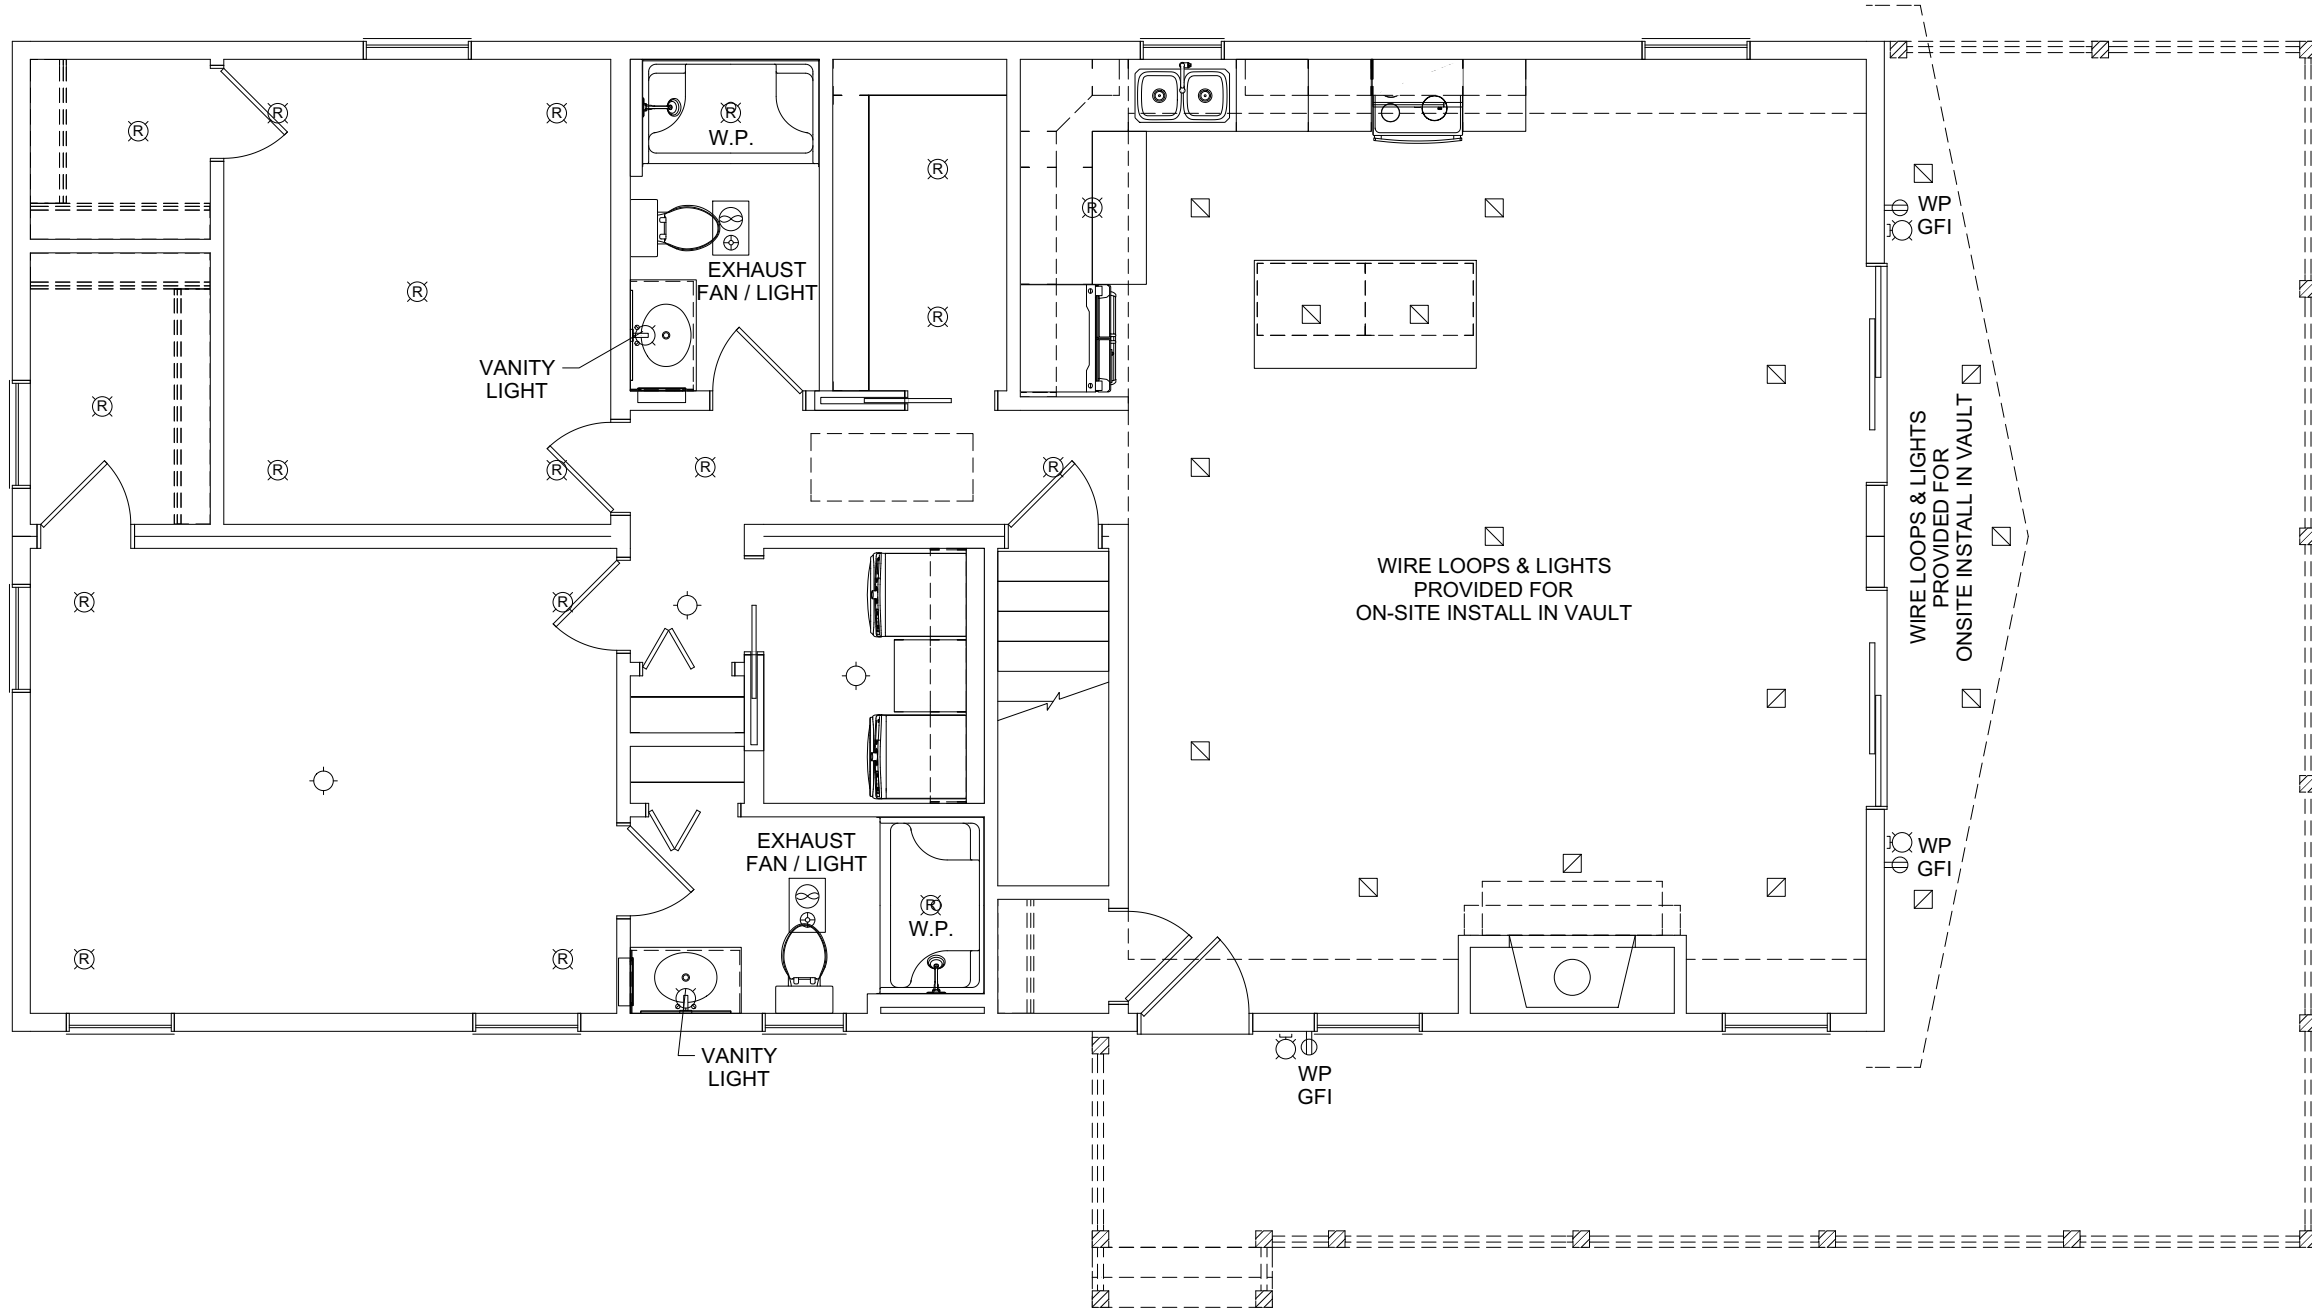 R
R
R
R
W.P.
R
R
R
WP
GFI
EXHAUST
FAN / LIGHT
R
R
VANITY
LIGHT
R
R
R
R
R
WIRE LOOPS & LIGHTS
PROVIDED FOR
ONSITE INSTALL IN VAULT
WIRE LOOPS & LIGHTS
PROVIDED FOR
ON-SITE INSTALL IN VAULT
R
R
EXHAUST
FAN / LIGHT
WP
GFI
R
W.P.
R
R
VANITY
LIGHT
WP
GFI